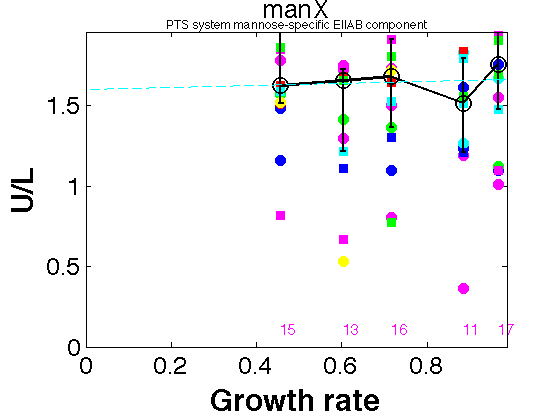 manX
PTS system mannose-specific EIIAB component
1.5
1
0.5
0
U/L
15 13 16 11 17
0 0.2 0.4 0.6 0.8
Growth rate